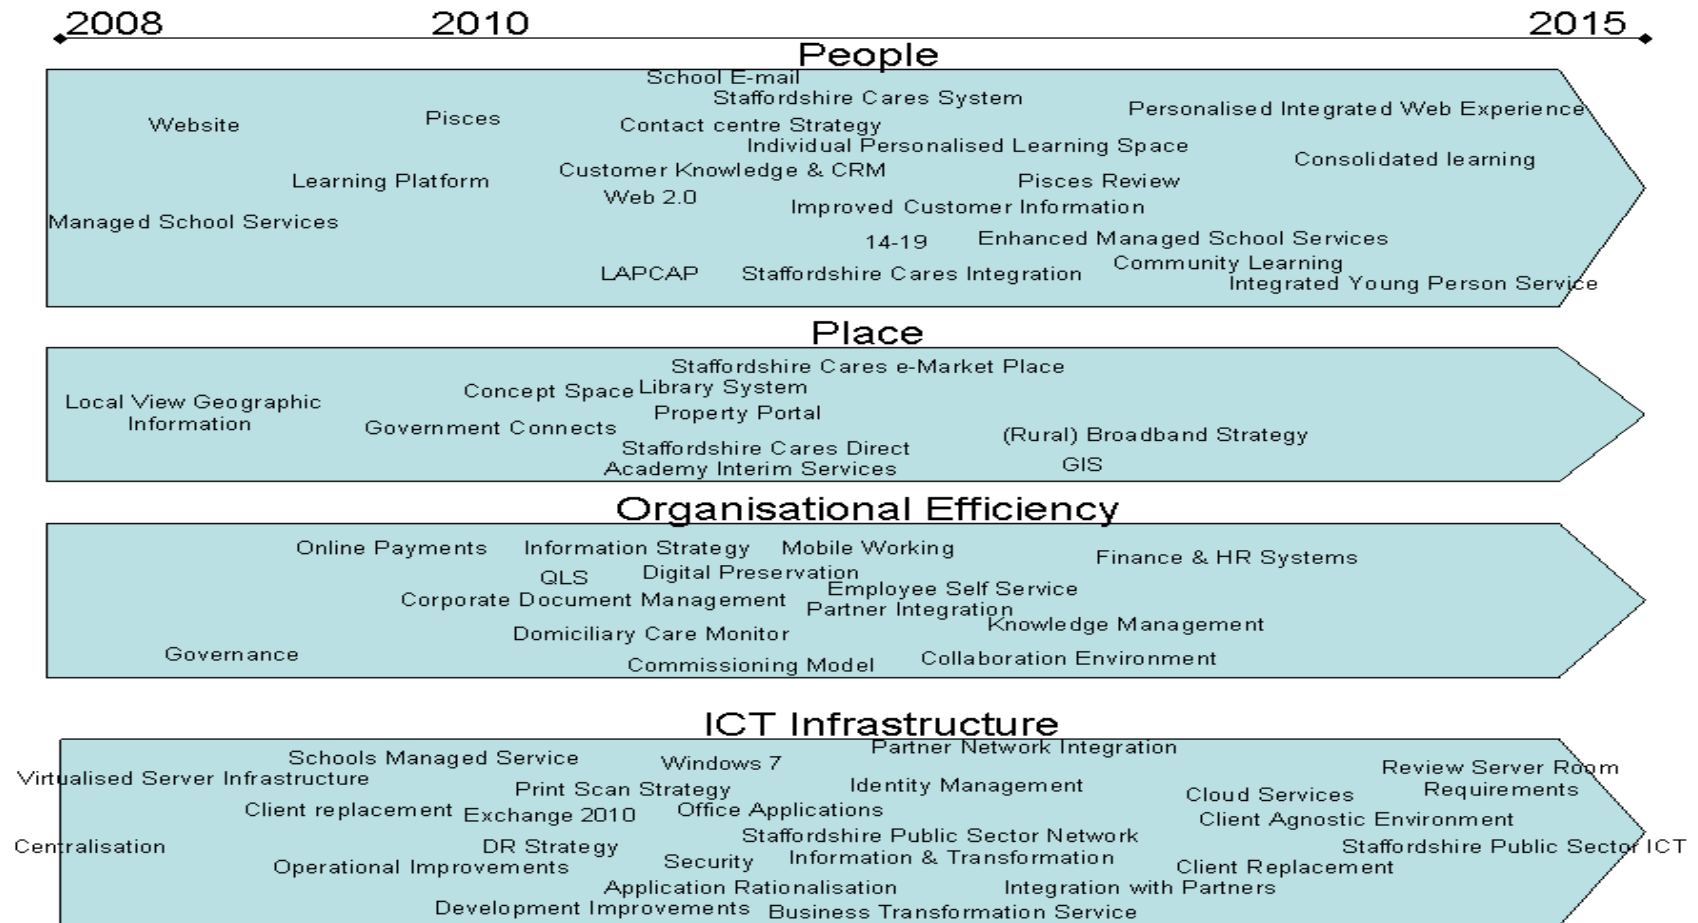 2008
2010
2015
People
School E-mail
Staffordshire Cares System
Personalised Integrated Web Experience
Website
Pisces
Contact centre Strategy
Individual Personalised Learning Space
Consolidated learning
Customer Knowledge & CRM
Learning Platform
Pisces Review
Web 2.0
Improved Customer Information
Managed School Services
14-19
Enhanced Managed School Services
Community Learning
LAPCAP
Staffordshire Cares Integration
Integrated Young Person Service
Place
Staffordshire Cares e-Market Place
Concept Space
Library System
Local View Geographic
Information
Property Portal
Government Connects
(Rural) Broadband Strategy
Staffordshire Cares Direct
Academy Interim Services
GIS
Organisational Efficiency
Online Payments
Information Strategy
Mobile Working
Finance & HR Systems
QLS
Digital Preservation
Employee Self Service
Corporate Document Management
Partner Integration
Knowledge Management
Domiciliary Care Monitor
Governance
Commissioning Model
Collaboration Environment
ICT Infrastructure
Partner Network Integration
Schools Managed Service
Windows 7
Review Server Room
Requirements
Virtualised Server Infrastructure
Print Scan Strategy
Identity Management
Cloud Services
Client replacement
Exchange 2010
Office Applications
Client Agnostic Environment
Staffordshire Public Sector Network
Centralisation
DR Strategy
Staffordshire Public Sector ICT
Operational Improvements
Security
Information & Transformation
Client Replacement
Application Rationalisation
Integration with Partners
Development Improvements
Business Transformation Service